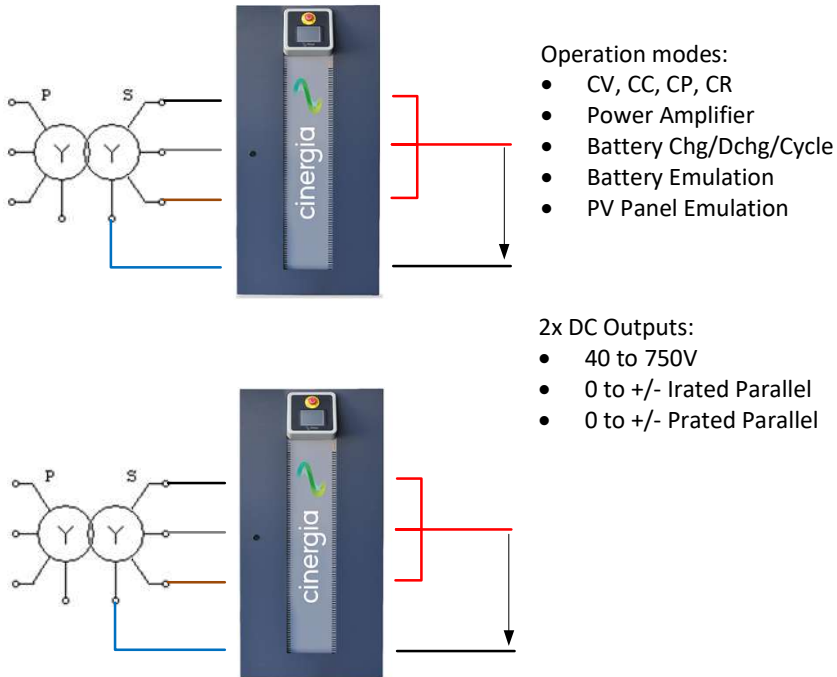 P
S
Y
Y
cinergia
Operation modes:
• CV, CC, CP, CR
• Power Amplifier
• Battery Chg/Dchg/Cycle
• Battery Emulation
• PV Panel Emulation
2x DC Outputs:
• 40 to 750V
• 0 to +/- Irated Parallel
• 0 to +/- Prated Parallel
P
S
Y
Y
cinergia